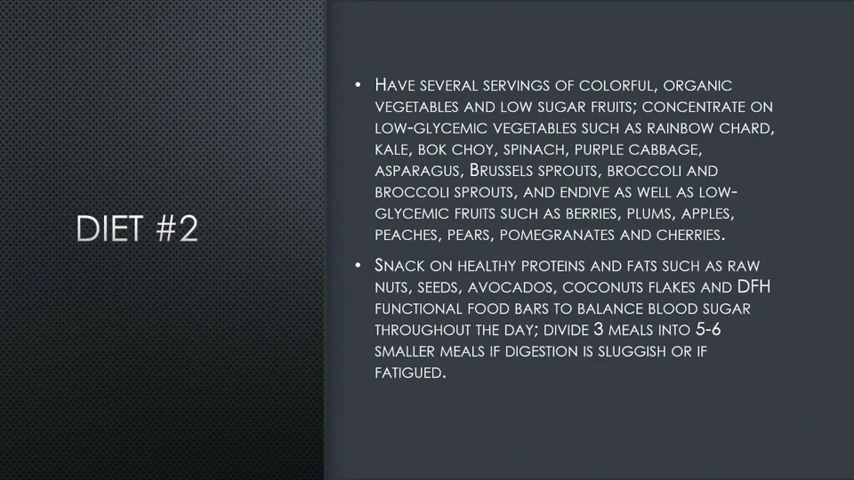 DIET #2
• HAVE SEVERAL SERVINGS OF COLORFUL, ORGANIC
VEGETABLES AND LOW SUGAR FRUITS; CONCENTRATE ON
LOW-GLYCEMIC VEGETABLES SUCH AS RAINBOW CHARD,
KALE, BOK CHOY, SPINACH, PURPLE CABBAGE,
ASPARAGUS, BRUSSELS SPROUTS, BROCCOLI AND
BROCCOLI SPROUTS, AND ENDIVE AS WELL AS LOW-
GLYCEMIC FRUITS SUCH AS BERRIES, PLUMS, APPLES,
PEACHES, PEARS, POMEGRANATES AND CHERRIES.
• SNACK ON HEALTHY PROTEINS AND FATS SUCH AS RAW
NUTS, SEEDS, AVOCADOS, COCONUTS FLAKES AND DFH
FUNCTIONAL FOOD BARS TO BALANCE BLOOD SUGAR
THROUGHOUT THE DAY; DIVIDE 3 MEALS INTO 5-6
SMALLER MEALS IF DIGESTION IS SLUGGISH OR IF
FATIGUED.